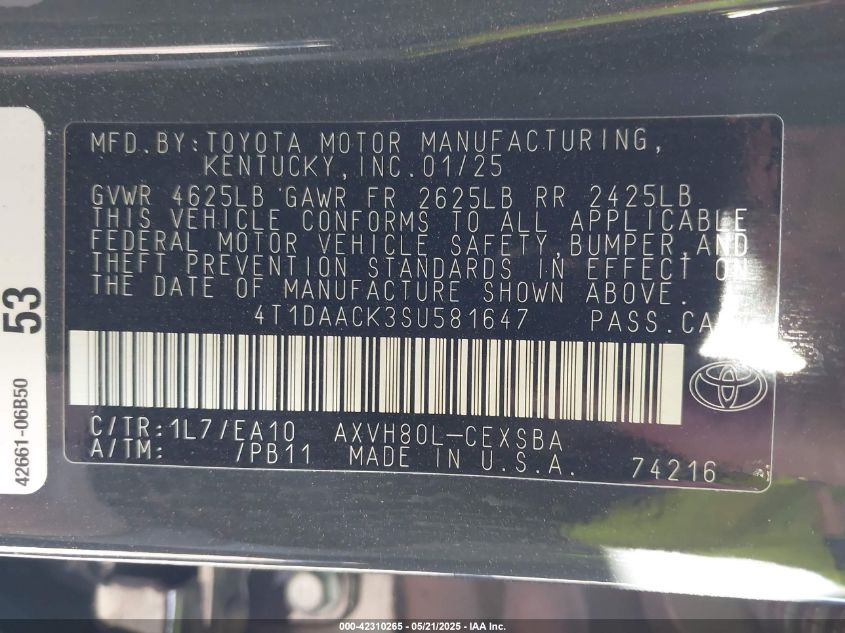 MFD.BY:TOYOTA MOTOR MANUFACTURING,
KENTUCKY,INC.01/25
GVWR 4625LB GAWR FR 2625LB RR 2425LB
THIS VEHICLE CONFORMS TO ALL APPLICABLE
FEDERAL MOTOR VEHICLE SAFETY,BUMPER,AND
THEFT PREVENTION STANDARDS IN EFFECT ON
THE DATE OF MANUFACTURE SHOWN ABOVE.
4T1DAACK3SU581647 PASS.CAR
C/TR:1L7/EA10 AXVH80L-CEXSBA
A/TM: /PB11 MADE IN U.S.A. 74216
53
42661-06B50
000-42310265 - 05/21/2025 - IAA Inc.